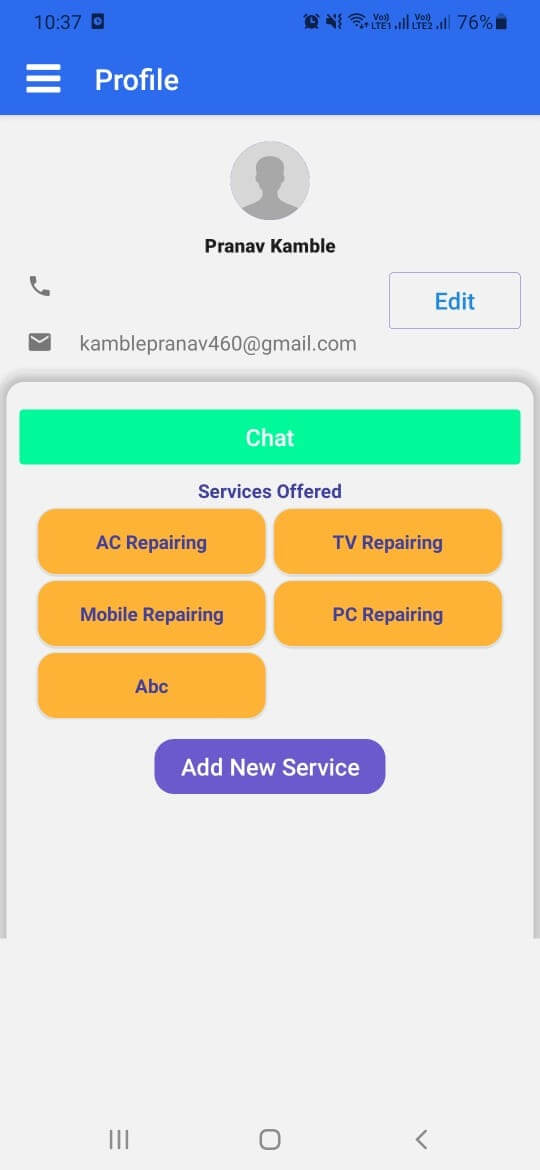 10:37 Vo) LTE1 Vo) LTE2 76%
Profile
Pranav Kamble
Edit
kamblepranav460@gmail.com
Chat
Services Offered
AC Repairing TV Repairing
Mobile Repairing PC Repairing
Abc
Add New Service